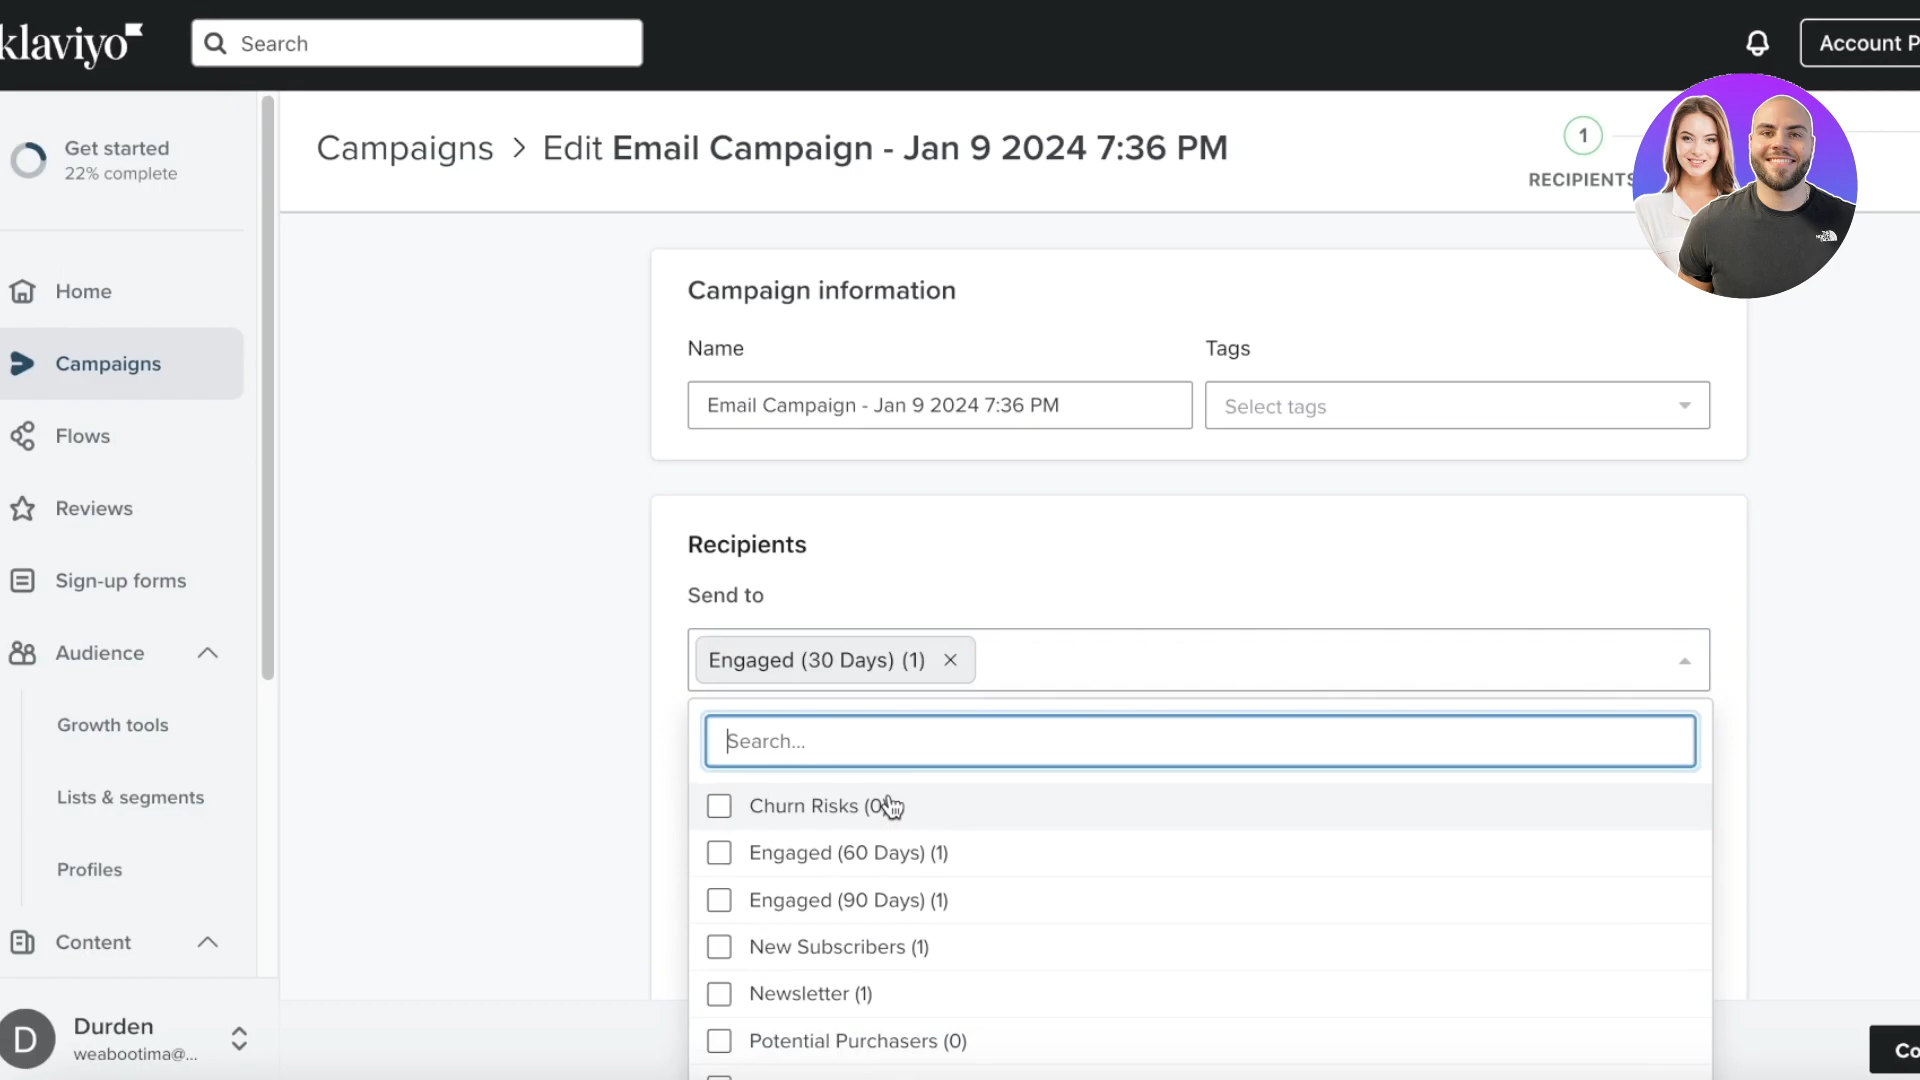 klaviyo
Search
Account P
Get started
22% complete
Campaigns > Edit Email Campaign - Jan 9 2024 7:36 PM
1
RECIPIENTS
Home
Campaigns
Flows
Reviews
Sign-up forms
Audience
Growth tools
Lists & segments
Profiles
Content
D
Durden
weabootima@...
Campaign information
Name
Tags
Email Campaign - Jan 9 2024 7:36 PM
Select tags
Recipients
Send to
Engaged (30 Days) (1)
Search...
Churn Risks (0
Engaged (60 Days) (1)
Engaged (90 Days) (1)
New Subscribers (1)
Newsletter (1)
Potential Purchasers (0)
Co